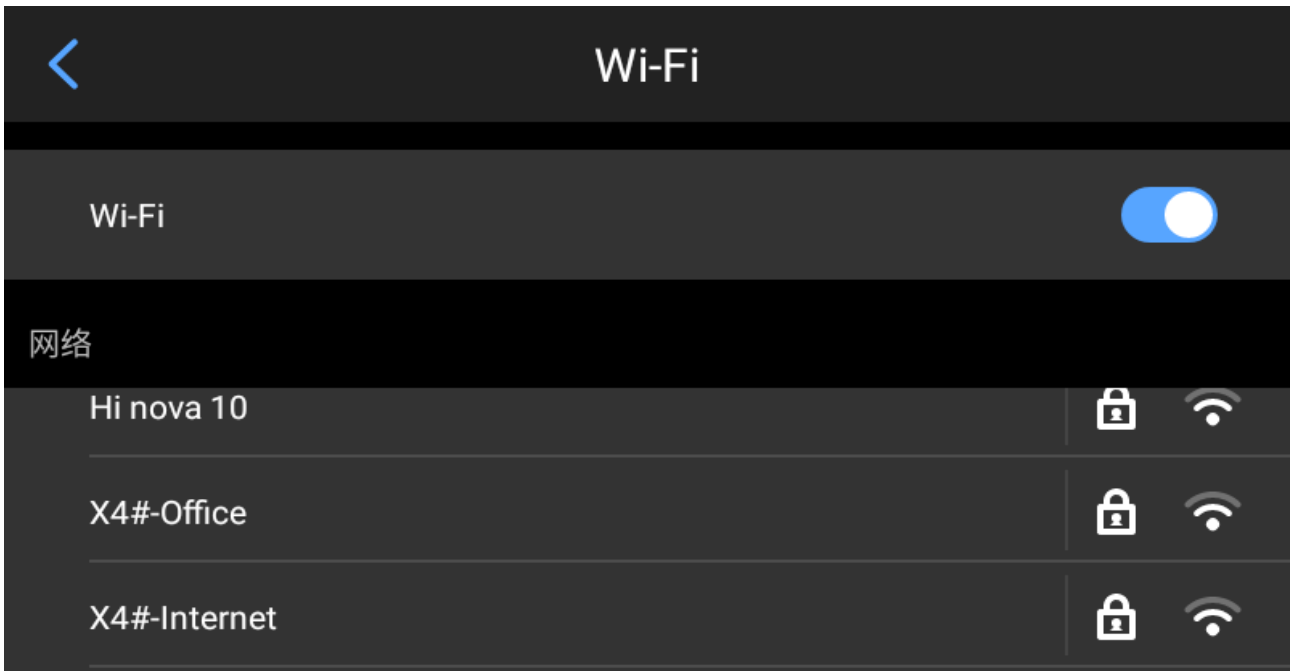 Wi-Fi
Wi-Fi
网络
Hi nova 10
X4#-Office
X4#-Internet